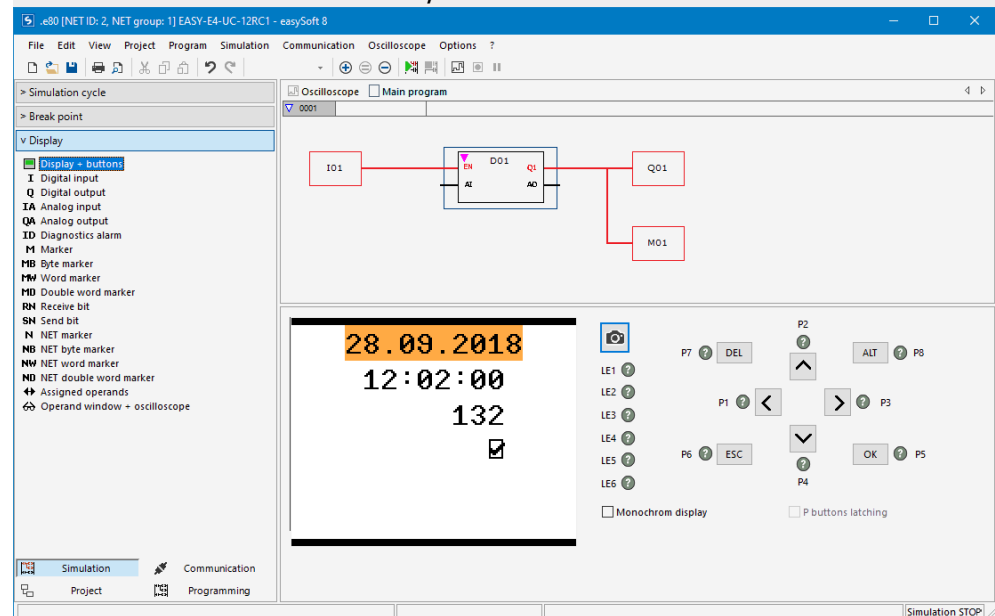 .e80 [NET ID: 2, NET group: 1] EASY-E4-UC-12RC1 - easySoft 8
File Edit View Project Program Simulation Communication Oscilloscope Options ?
> Simulation cycle
> Break point
v Display
Display + buttons
I Digital input
Q Digital output
IA Analog input
QA Analog output
ID Diagnostics alarm
M Marker
MB Byte marker
MW Word marker
MD Double word marker
RN Receive bit
SN Send bit
N NET marker
NB NET byte marker
NW NET word marker
ND NET double word marker
Assigned operands
Operand window + oscilloscope
Simulation Communication
Project Programming
Oscilloscope Main program
0001
I01
D01
EN Q1
AI AO
Q01
M01
28.09.2018
12:02:00
132
P2
P7 ? DEL ? ALT ? P8
LE1 ?
LE2 ?
P1 ? ? P3
LE3 ?
LE4 ?
P6 ? ESC OK ? P5
LE5 ?
?
LE6 ? P4
Monochrom display P buttons latching
Simulation STOP